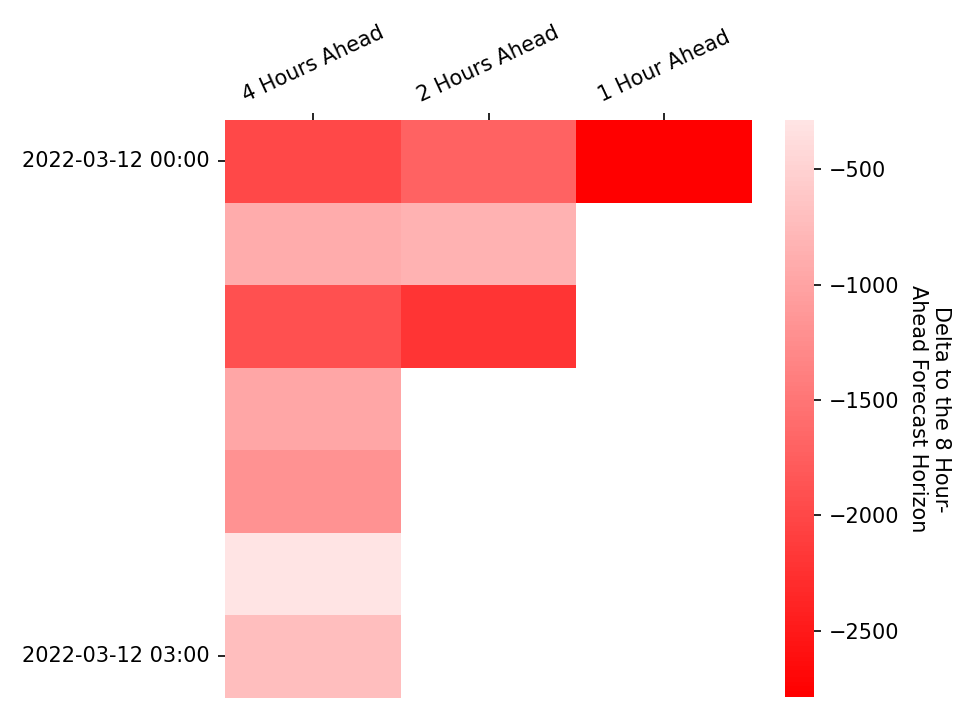 4 Hours Ahead
2 Hours Ahead
1 Hour Ahead
2022-03-12 00:00
2022-03-12 03:00
−500
−1000
−1500
−2000
−2500
Delta to the 8 Hour-
Ahead Forecast Horizon